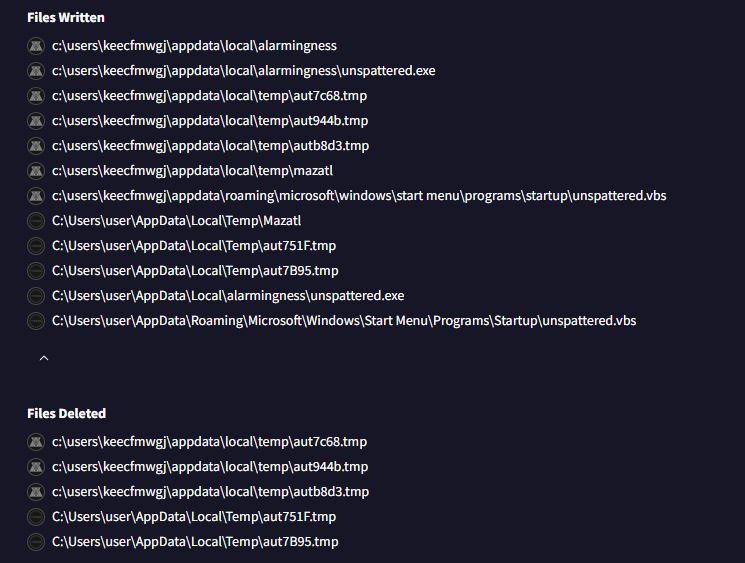 Files Written
c:\users\keecfmwgj\appdata\local\alarmingness
c:\users\keecfmwgj\appdata\local\alarmingness\unspattered.exe
c:\users\keecfmwgj\appdata\local\temp\aut7c68.tmp
c:\users\keecfmwgj\appdata\local\temp\aut944b.tmp
c:\users\keecfmwgj\appdata\local\temp\autb8d3.tmp
c:\users\keecfmwgj\appdata\local\temp\mazatl
c:\users\keecfmwgj\appdata\roaming\microsoft\windows\start menu\programs\startup\unspattered.vbs
C:\Users\user\AppData\Local\Temp\Mazatl
C:\Users\user\AppData\Local\Temp\aut751F.tmp
C:\Users\user\AppData\Local\Temp\aut7B95.tmp
C:\Users\user\AppData\Local\alarmingness\unspattered.exe
C:\Users\user\AppData\Roaming\Microsoft\Windows\Start Menu\Programs\Startup\unspattered.vbs
Files Deleted
c:\users\keecfmwgj\appdata\local\temp\aut7c68.tmp
c:\users\keecfmwgj\appdata\local\temp\aut944b.tmp
c:\users\keecfmwgj\appdata\local\temp\autb8d3.tmp
C:\Users\user\AppData\Local\Temp\aut751F.tmp
C:\Users\user\AppData\Local\Temp\aut7B95.tmp